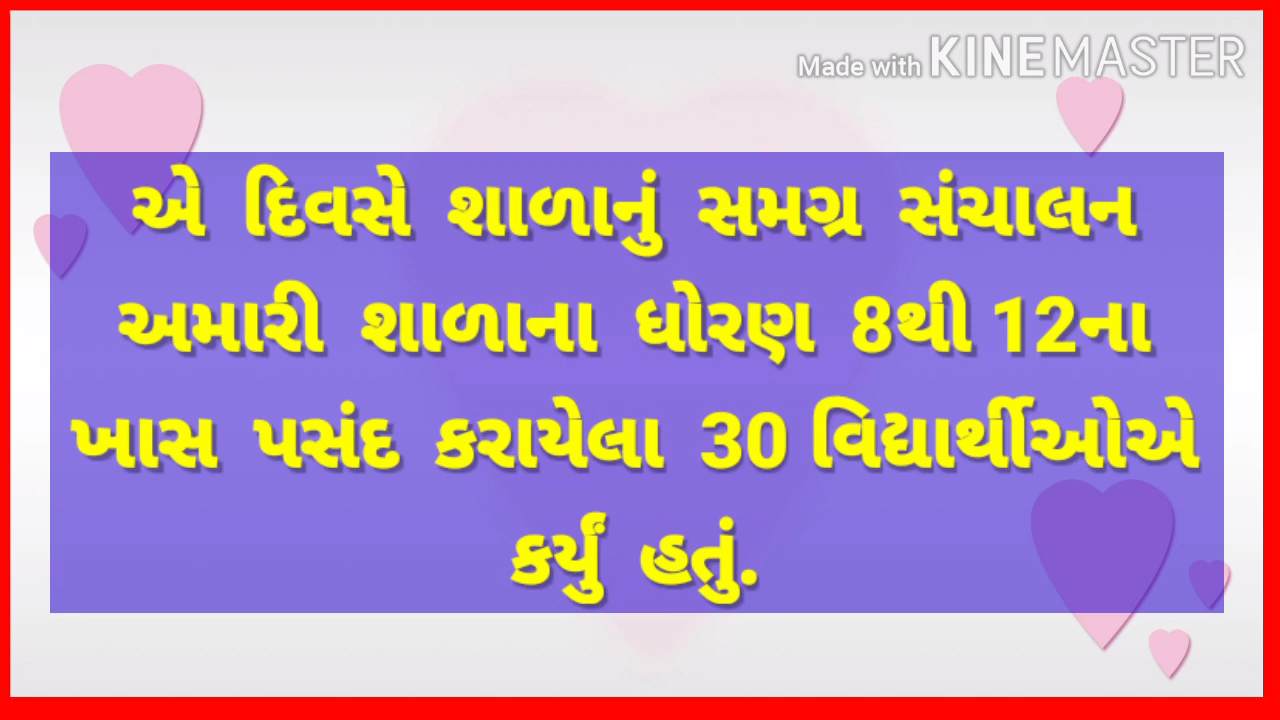 Made with KINEMASTER
એ દિવસે શાળાનું સમગ્ર સંચાલન
અમારી શાળાના ધોરણ 8થી 12ના
ખાસ પસંદ કરાયેલા 30 વિદ્યાર્થીઓએ
કર્યું હતું.